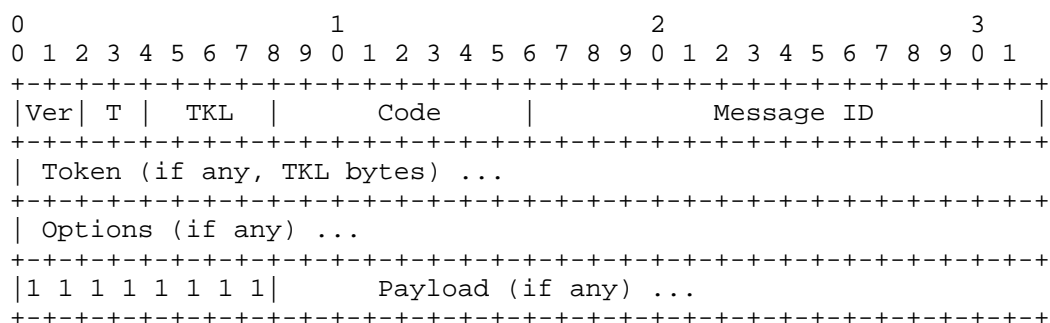 0                   1                   2                   3
0 1 2 3 4 5 6 7 8 9 0 1 2 3 4 5 6 7 8 9 0 1 2 3 4 5 6 7 8 9 0 1
+-+-+-+-+-+-+-+-+-+-+-+-+-+-+-+-+-+-+-+-+-+-+-+-+-+-+-+-+-+-+-+-+
|Ver| T |  TKL  |      Code     |          Message ID           |
+-+-+-+-+-+-+-+-+-+-+-+-+-+-+-+-+-+-+-+-+-+-+-+-+-+-+-+-+-+-+-+-+
| Token (if any, TKL bytes) ...
+-+-+-+-+-+-+-+-+-+-+-+-+-+-+-+-+-+-+-+-+-+-+-+-+-+-+-+-+-+-+-+-+
| Options (if any) ...
+-+-+-+-+-+-+-+-+-+-+-+-+-+-+-+-+-+-+-+-+-+-+-+-+-+-+-+-+-+-+-+-+
|1 1 1 1 1 1 1 1|      Payload (if any) ...
+-+-+-+-+-+-+-+-+-+-+-+-+-+-+-+-+-+-+-+-+-+-+-+-+-+-+-+-+-+-+-+-+